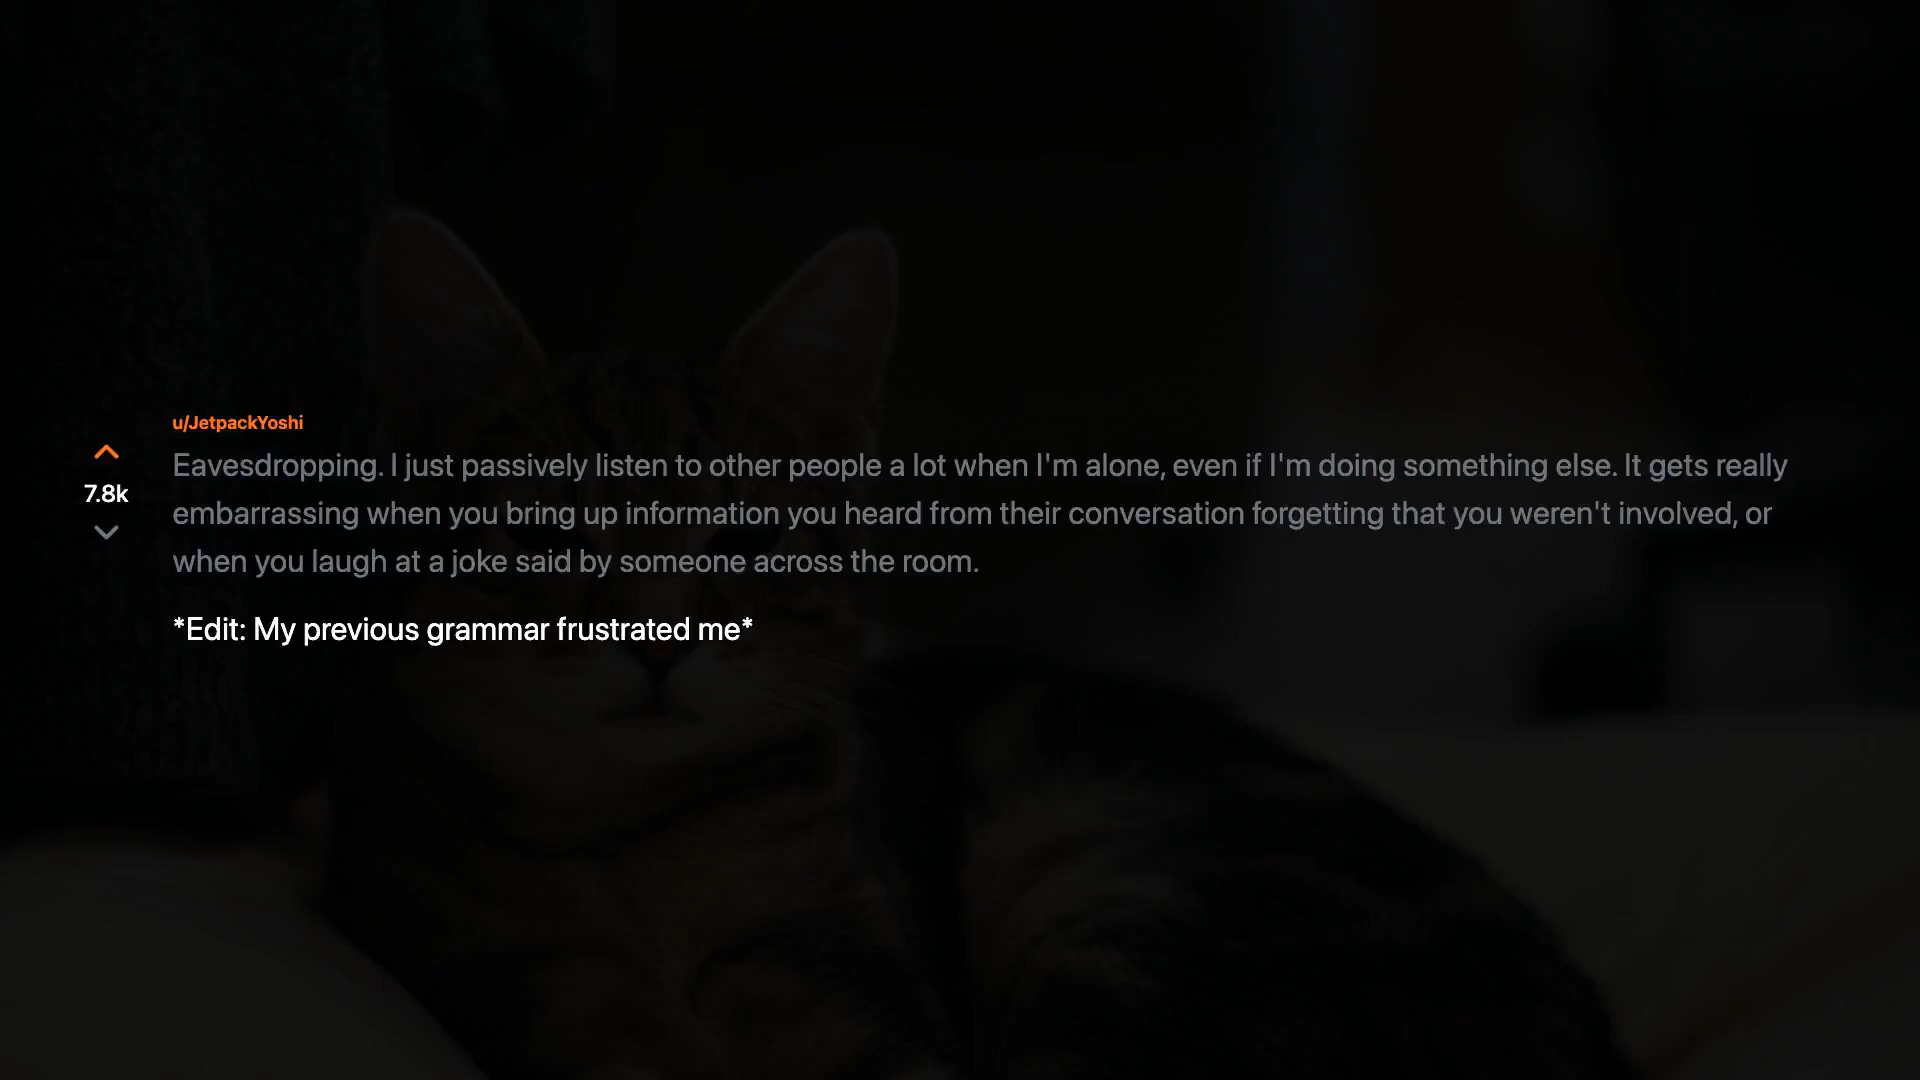 u/JetpackYoshi
Eavesdropping. I just passively listen to other people a lot when I'm alone, even if I'm doing something else. It gets really
7.8k
embarrassing when you bring up information you heard from their conversation forgetting that you weren't involved, or
when you laugh at a joke said by someone across the room.
*Edit: My previous grammar frustrated me*